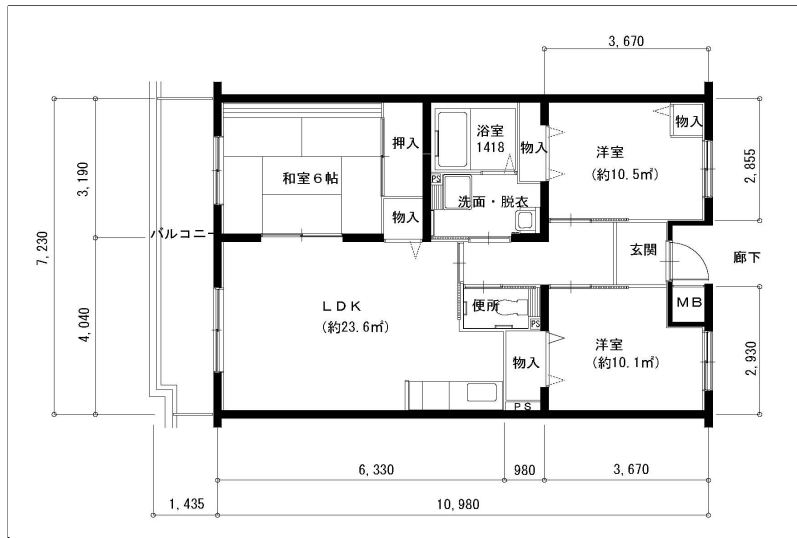 3,670
浴室
1418
物入
物入
押入
洋室
(約10.5㎡)
和室6帖
PS
洗面・脱衣
物入
3,190
2,855
7,230
バルコニー
玄関
廊下
LDK
(約23.6㎡)
便所
PS
MB
4,040
洋室
(約10.1㎡)
物入
2,930
PS
6,330
980
3,670
1,435
10,980